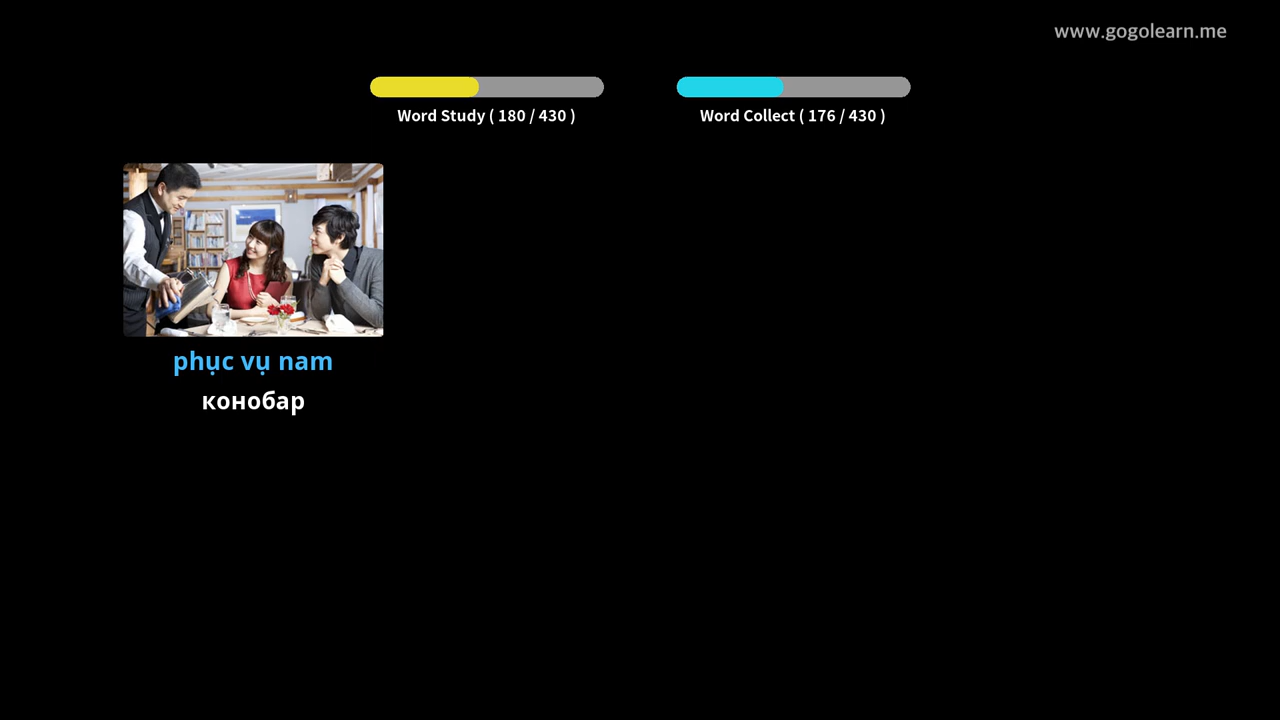 www.gogolearn.me
Word Study ( 180 / 430 )
Word Collect ( 176 / 430 )
phục vụ nam
конобар